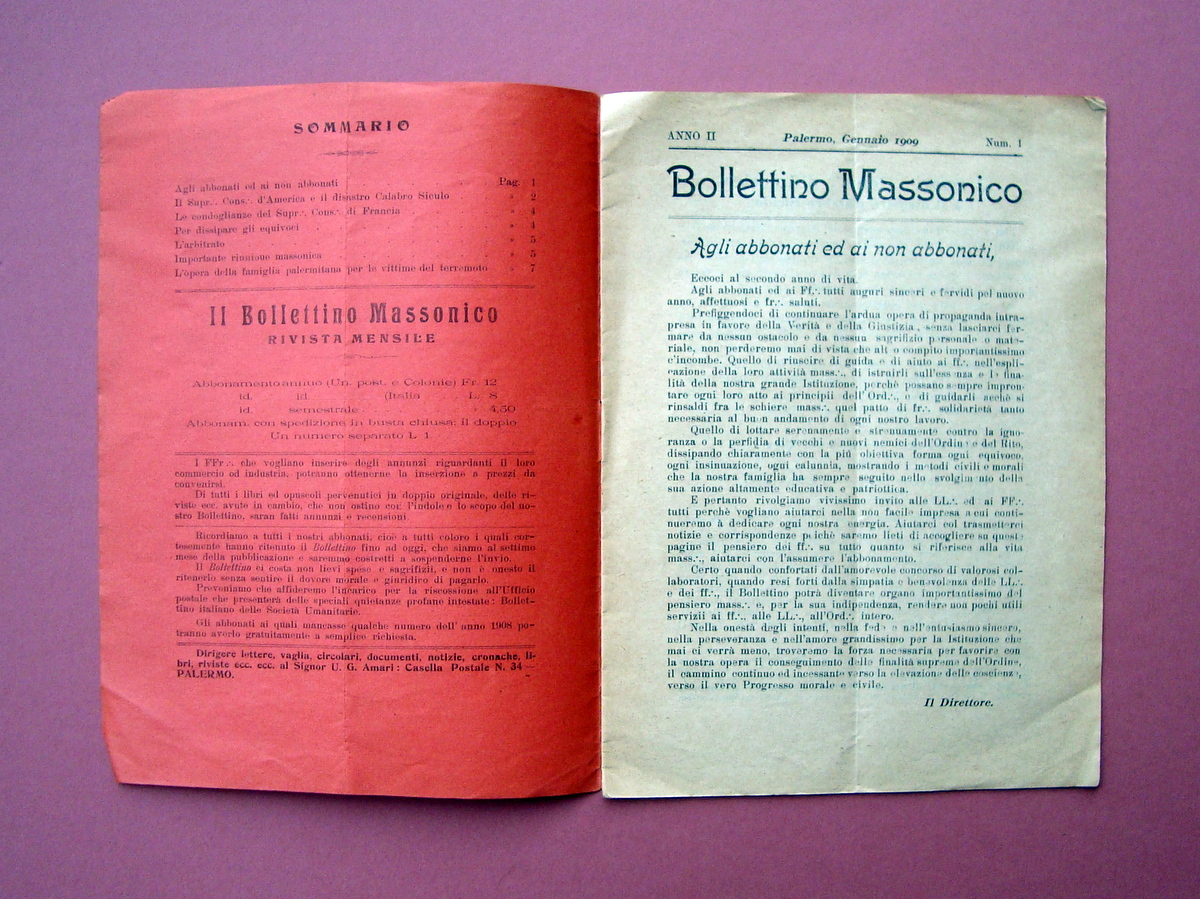 SOMMARIO
Agli abbonati ed ai non abbonati . . . . Pag. 1
Il Supr∴ Cons∴ d'America e il disastro Calabro Siculo » 2
Le condoglianze del Supr∴ Cons∴ di Francia . . . » 4
Per dissipare gli equivoci . . . . » 4
L'arbitrato . . . . » 5
Importante riunione massonica . . . . » 5
L'opera della famiglia palermitana per le vittime del terremoto » 7
Il Bollettino Massonico
RIVISTA MENSILE
Abbonamento annuo (Un. post. e Colonie) Fr. 12
id. id. (Italia . . . L. 8
id. semestrale . . . . » 4,50
Abbonam. con spedizione in busta chiusa: il doppio
Un numero separato L. 1.
I FFr∴ che vogliano inserire degli annunzi riguardanti il loro
commercio od industria, potranno ottenerne la inserzione a prezzi da
convenirsi.
Di tutti i libri ed opuscoli pervenutici in doppio originale, delle ri-
viste ecc. avute in cambio, che non ostino con l'indole e lo scopo del no-
stro Bollettino, saran fatti annunzi e recensioni.
Ricordiamo a tutti i nostri abbonati, cioè a tutti coloro i quali cor-
tesemente hanno ritenuto il Bollettino fino ad oggi, che siamo al settimo
mese della pubblicazione e saremmo costretti a sospenderne l'invio.
Il Bollettino ci costa non lievi spese e sagrifizii, e non è onesto il
ritenerlo senza sentire il dovere morale e giuridico di pagarlo.
Preveniamo che affideremo l'incarico per la riscossione all'Ufficio
postale che presenterà delle speciali quietanze profane intestate: Bollet-
tino italiano delle Società Umanitarie.
Gli abbonati ai quali mancasse qualche numero dell' anno 1908 po-
tranno averlo gratuitamente a semplice richiesta.
Dirigere lettere, vaglia, circolari, documenti, notizie, cronache, li-
bri, riviste ecc. ecc. al Signor U. G. Amari: Casella Postale N. 34 —
PALERMO.
ANNO II Palermo, Gennaio 1909 Num. 1
Bollettino Massonico
Agli abbonati ed ai non abbonati,
Eccoci al secondo anno di vita.
Agli abbonati ed ai Ff∴ tutti auguri sinceri e fervidi pel nuovo
anno, affettuosi e fr∴ saluti.
Prefiggendoci di continuare l'ardua opera di propaganda intra-
presa in favore della Verità e della Giustizia, senza lasciarci fer-
mare da nessun ostacolo e da nessun sagrifizio personale o mate-
riale, non perderemo mai di vista che alto compito importantissimo
c'incombe. Quello di riuscire di guida e di aiuto ai ff∴ nell'espli-
cazione della loro attività mass∴, di istruirli sull'essenza e la fina-
lità della nostra grande Istituzione, perchè possano sempre impron-
tare ogni loro atto ai principii dell'Ord∴, e di guidarli acchè si
rinsaldi fra le schiere mass∴ quel patto di fr∴ solidarietà tanto
necessaria al buon andamento di ogni nostro lavoro.
Quello di lottare serenamente e strenuamente contro la igno-
ranza o la perfidia di vecchi e nuovi nemici dell'Ordine e del Rito,
dissipando chiaramente con la più obiettiva forma ogni equivoco,
ogni insinuazione, ogni calunnia, mostrando i metodi civili e morali
che la nostra famiglia ha sempre seguito nello svolgimento della
sua azione altamente educativa e patriottica.
E pertanto rivolgiamo vivissimo invito alle LL∴ ed ai FF∴
tutti perchè vogliano aiutarci nella non facile impresa a cui conti-
nueremo à dedicare ogni nostra energia. Aiutarci col trasmetterci
notizie e corrispondenze poichè saremo lieti di accogliere su queste
pagine il pensiero dei ff∴ su tutto quanto si riferisce alla vita
mass∴, aiutarci con l'assumere l'abbonamento.
Certo quando confortati dall'amorevole concorso di valorosi col-
laboratori, quando resi forti dalla simpatia e benevolenza delle LL∴
e dei ff∴, il Bollettino potrà diventare organo importantissimo del
pensiero mass∴ e, per la sua indipendenza, rendere non pochi utili
servizii ai ff∴, alle LL∴, all'Ord∴ intero.
Nella onestà degli intenti, nella fede e nell'entusiasmo sincero,
nella perseveranza e nell'amore grandissimo per la Istituzione che
mai ci verrà meno, troveremo la forza necessaria per favorire con
la nostra opera il conseguimento delle finalità supreme dell'Ordine,
il cammino continuo ed incessante verso la elevazione delle coscienze,
verso il vero Progresso morale e civile.
Il Direttore.